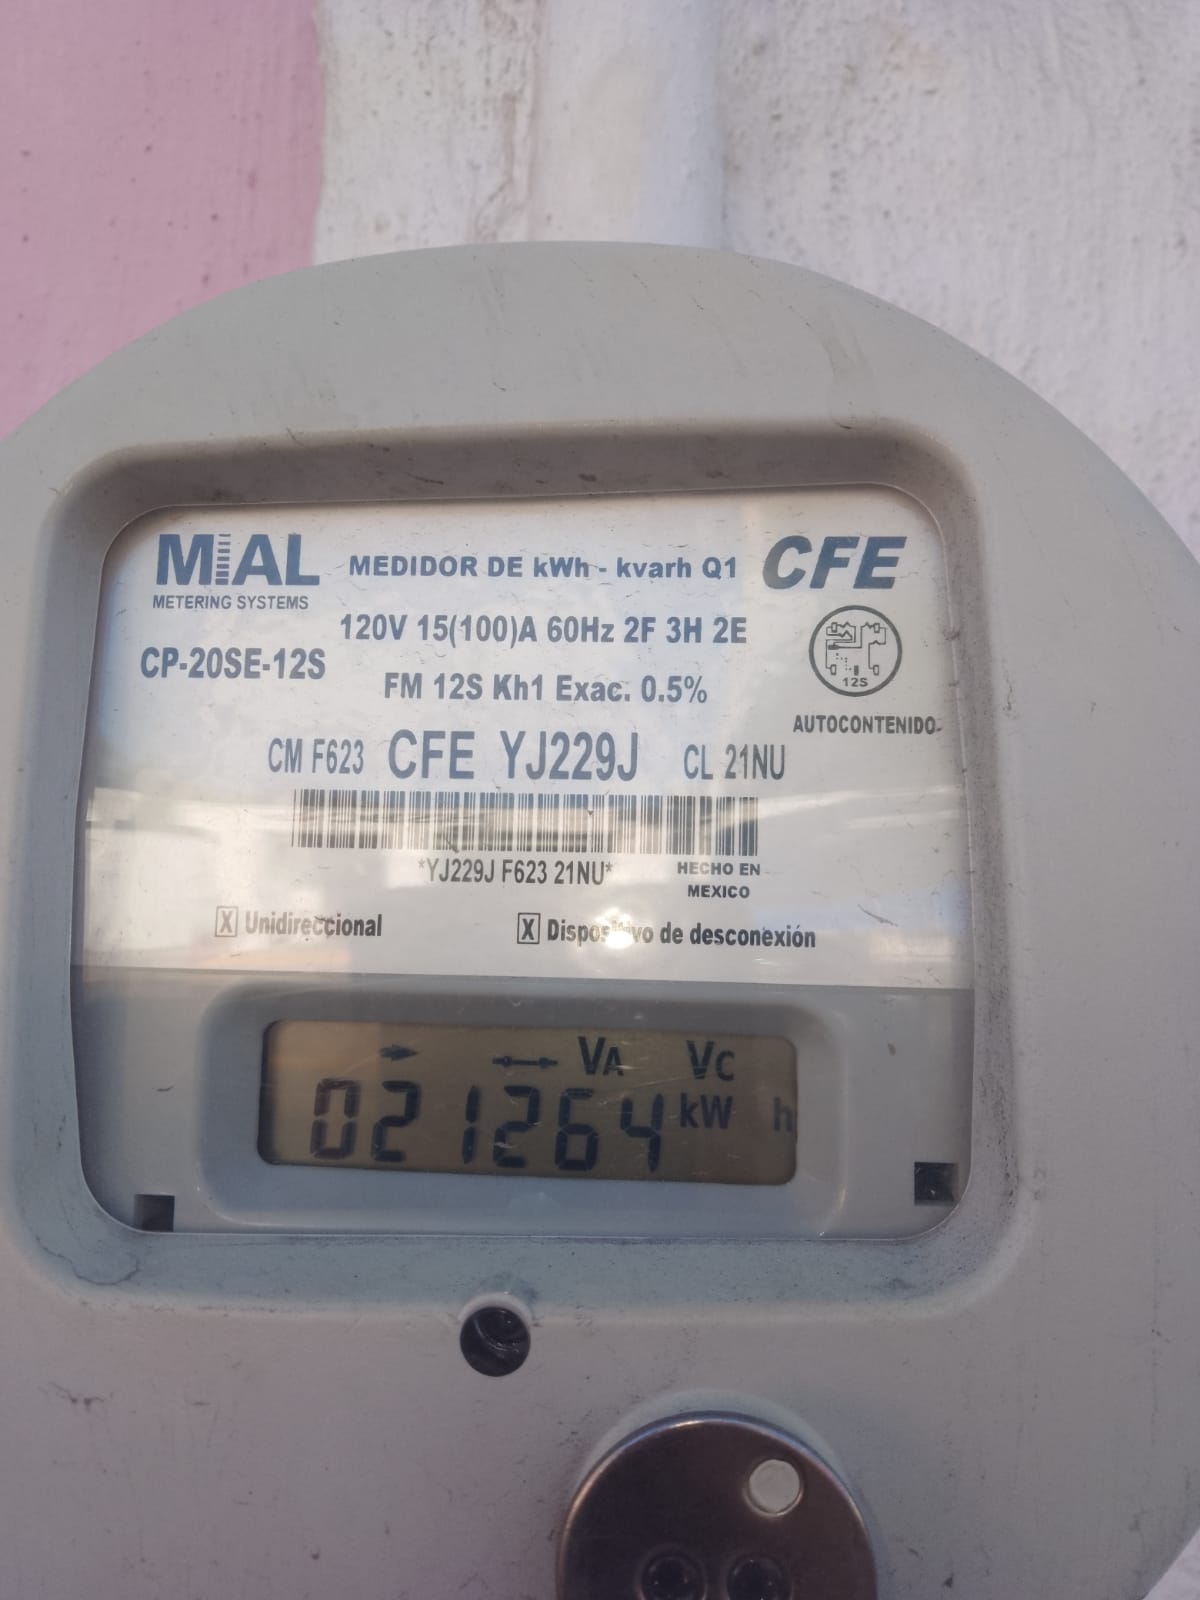 MIAL
METERING SYSTEMS
MEDIDOR DE kWh - kvarh Q1
CFE
120V 15(100)A 60Hz 2F 3H 2E
CP-20SE-12S
FM 12S Kh1 Exac. 0.5%
12S
AUTOCONTENIDO
CM F623 CFE YJ229J CL 21NU
*YJ229J F623 21NU*
HECHO EN
MEXICO
X Unidireccional
X Dispositivo de desconexión
VA VC
021264 kW h